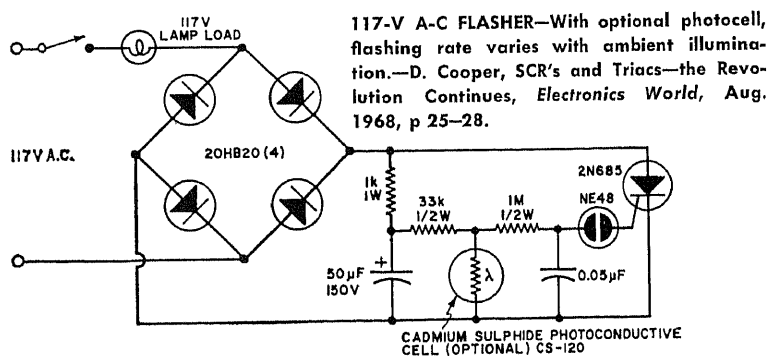 117V
LAMP LOAD
117-V A-C FLASHER—With optional photocell,
flashing rate varies with ambient illumina-
tion.—D. Cooper, SCR's and Triacs—the Revo-
lution Continues, Electronics World, Aug.
1968, p 25–28.
117V A.C.
20HB20 (4)
1k
1W
33k
1/2W
1M
1/2W
2N685
NE48
+
50μF
150V
λ
0.05μF
CADMIUM SULPHIDE PHOTOCONDUCTIVE
CELL (OPTIONAL) CS-120